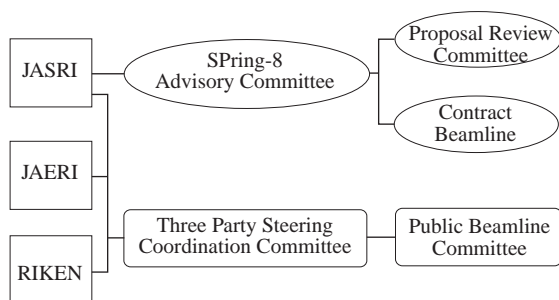 JASRI
SPring-8
Advisory Committee
Proposal Review
Committee
Contract
Beamline
JAERI
Three Party Steering
Coordination Committee
Public Beamline
Committee
RIKEN